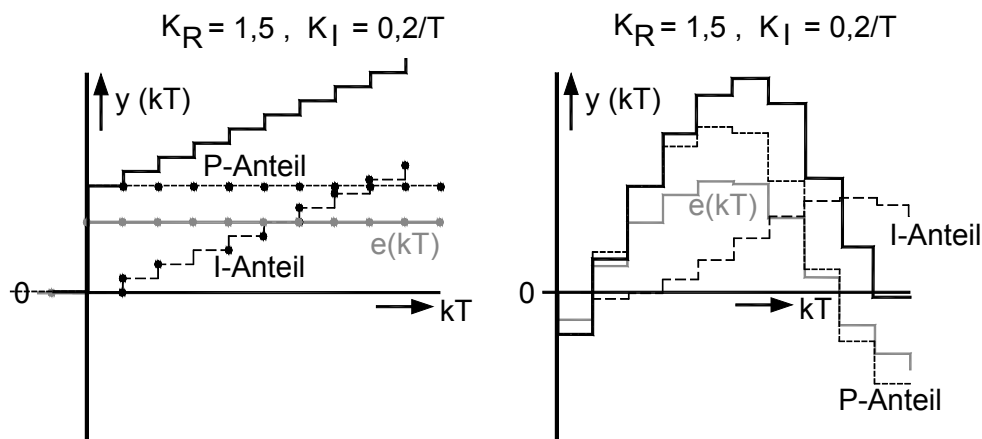 K_R = 1,5 , K_I = 0,2/T
y (kT)
P-Anteil
e(kT)
I-Anteil
0
kT
K_R = 1,5 , K_I = 0,2/T
y (kT)
e(kT)
I-Anteil
0
kT
P-Anteil